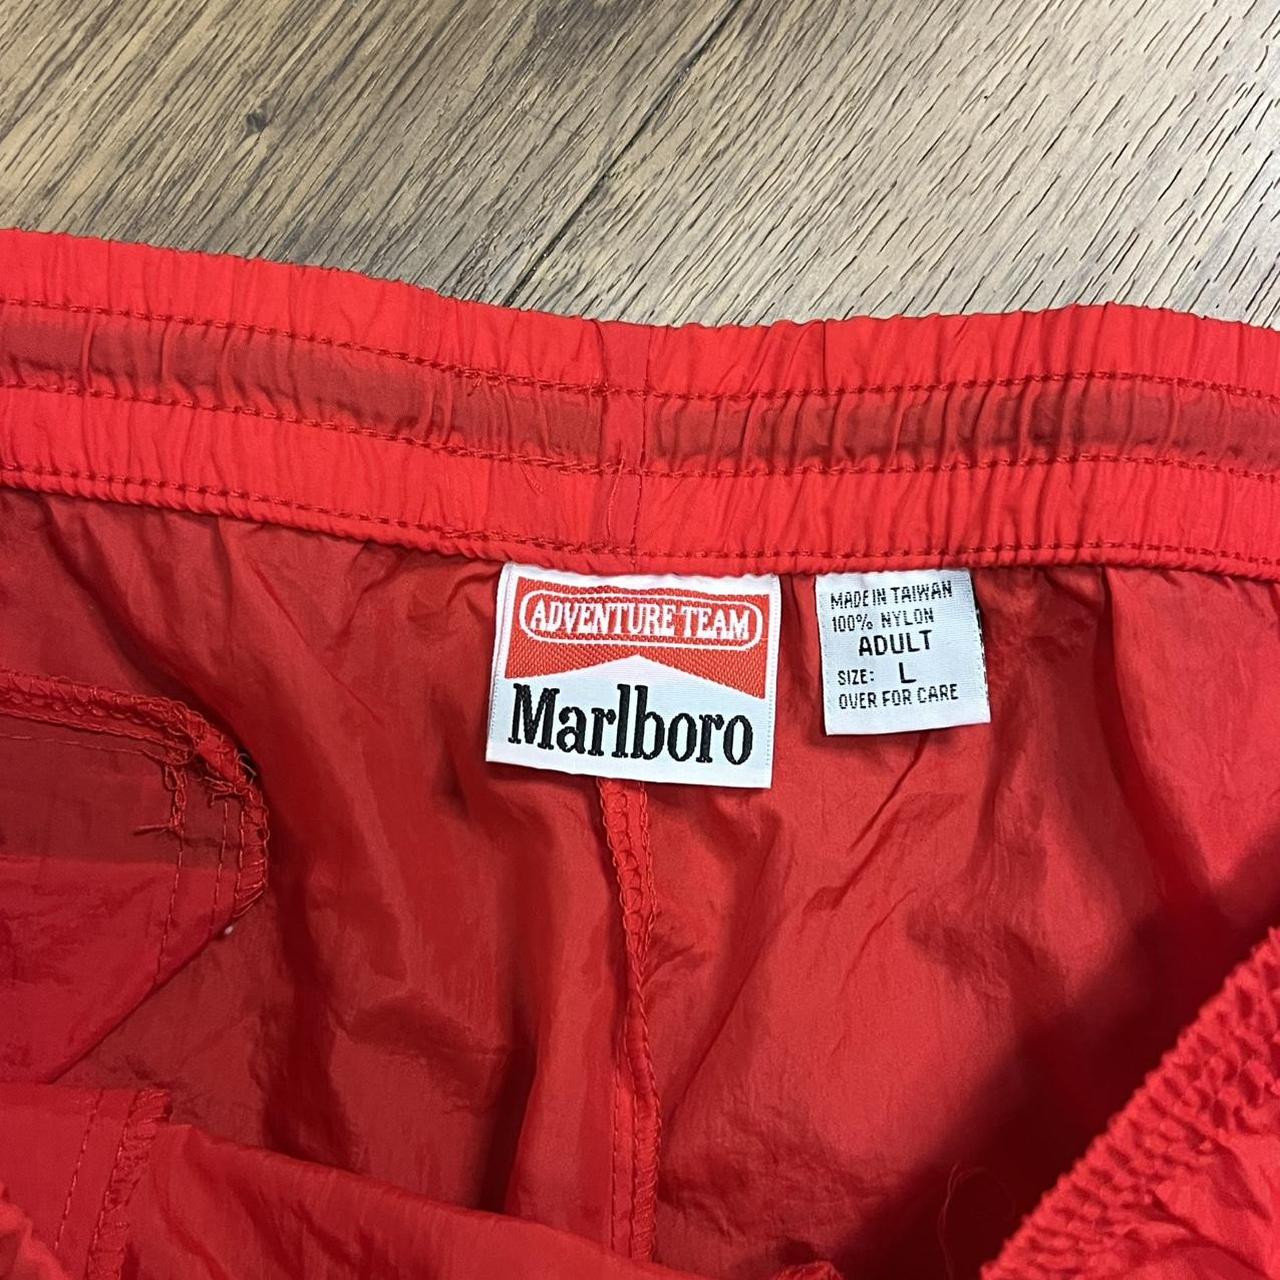 ADVENTURE TEAM
Marlboro
MADE IN TAIWAN
100% NYLON
ADULT
SIZE: L
OVER FOR CARE